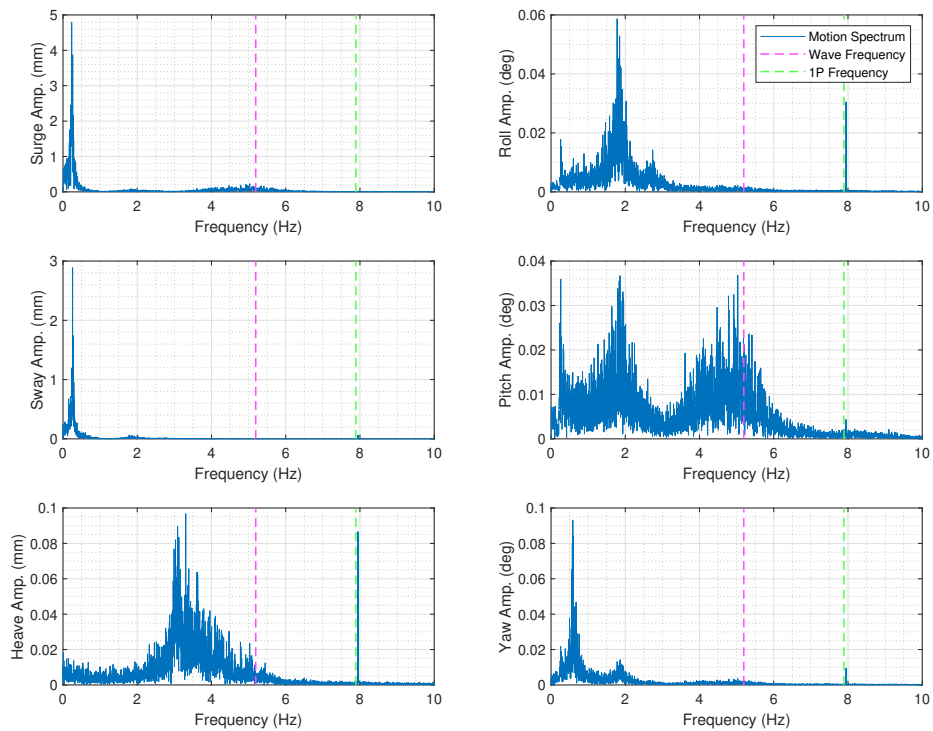 Surge Amp. (mm)
5
4
3
2
1
0
0 2 4 6 8 10
Frequency (Hz)
Roll Amp. (deg)
0.06
0.04
0.02
0
0 2 4 6 8 10
Frequency (Hz)
Motion Spectrum
Wave Frequency
1P Frequency
Sway Amp. (mm)
3
2
1
0
0 2 4 6 8 10
Frequency (Hz)
Pitch Amp. (deg)
0.04
0.03
0.02
0.01
0
0 2 4 6 8 10
Frequency (Hz)
Heave Amp. (mm)
0.1
0.08
0.06
0.04
0.02
0
0 2 4 6 8 10
Frequency (Hz)
Yaw Amp. (deg)
0.1
0.08
0.06
0.04
0.02
0
0 2 4 6 8 10
Frequency (Hz)